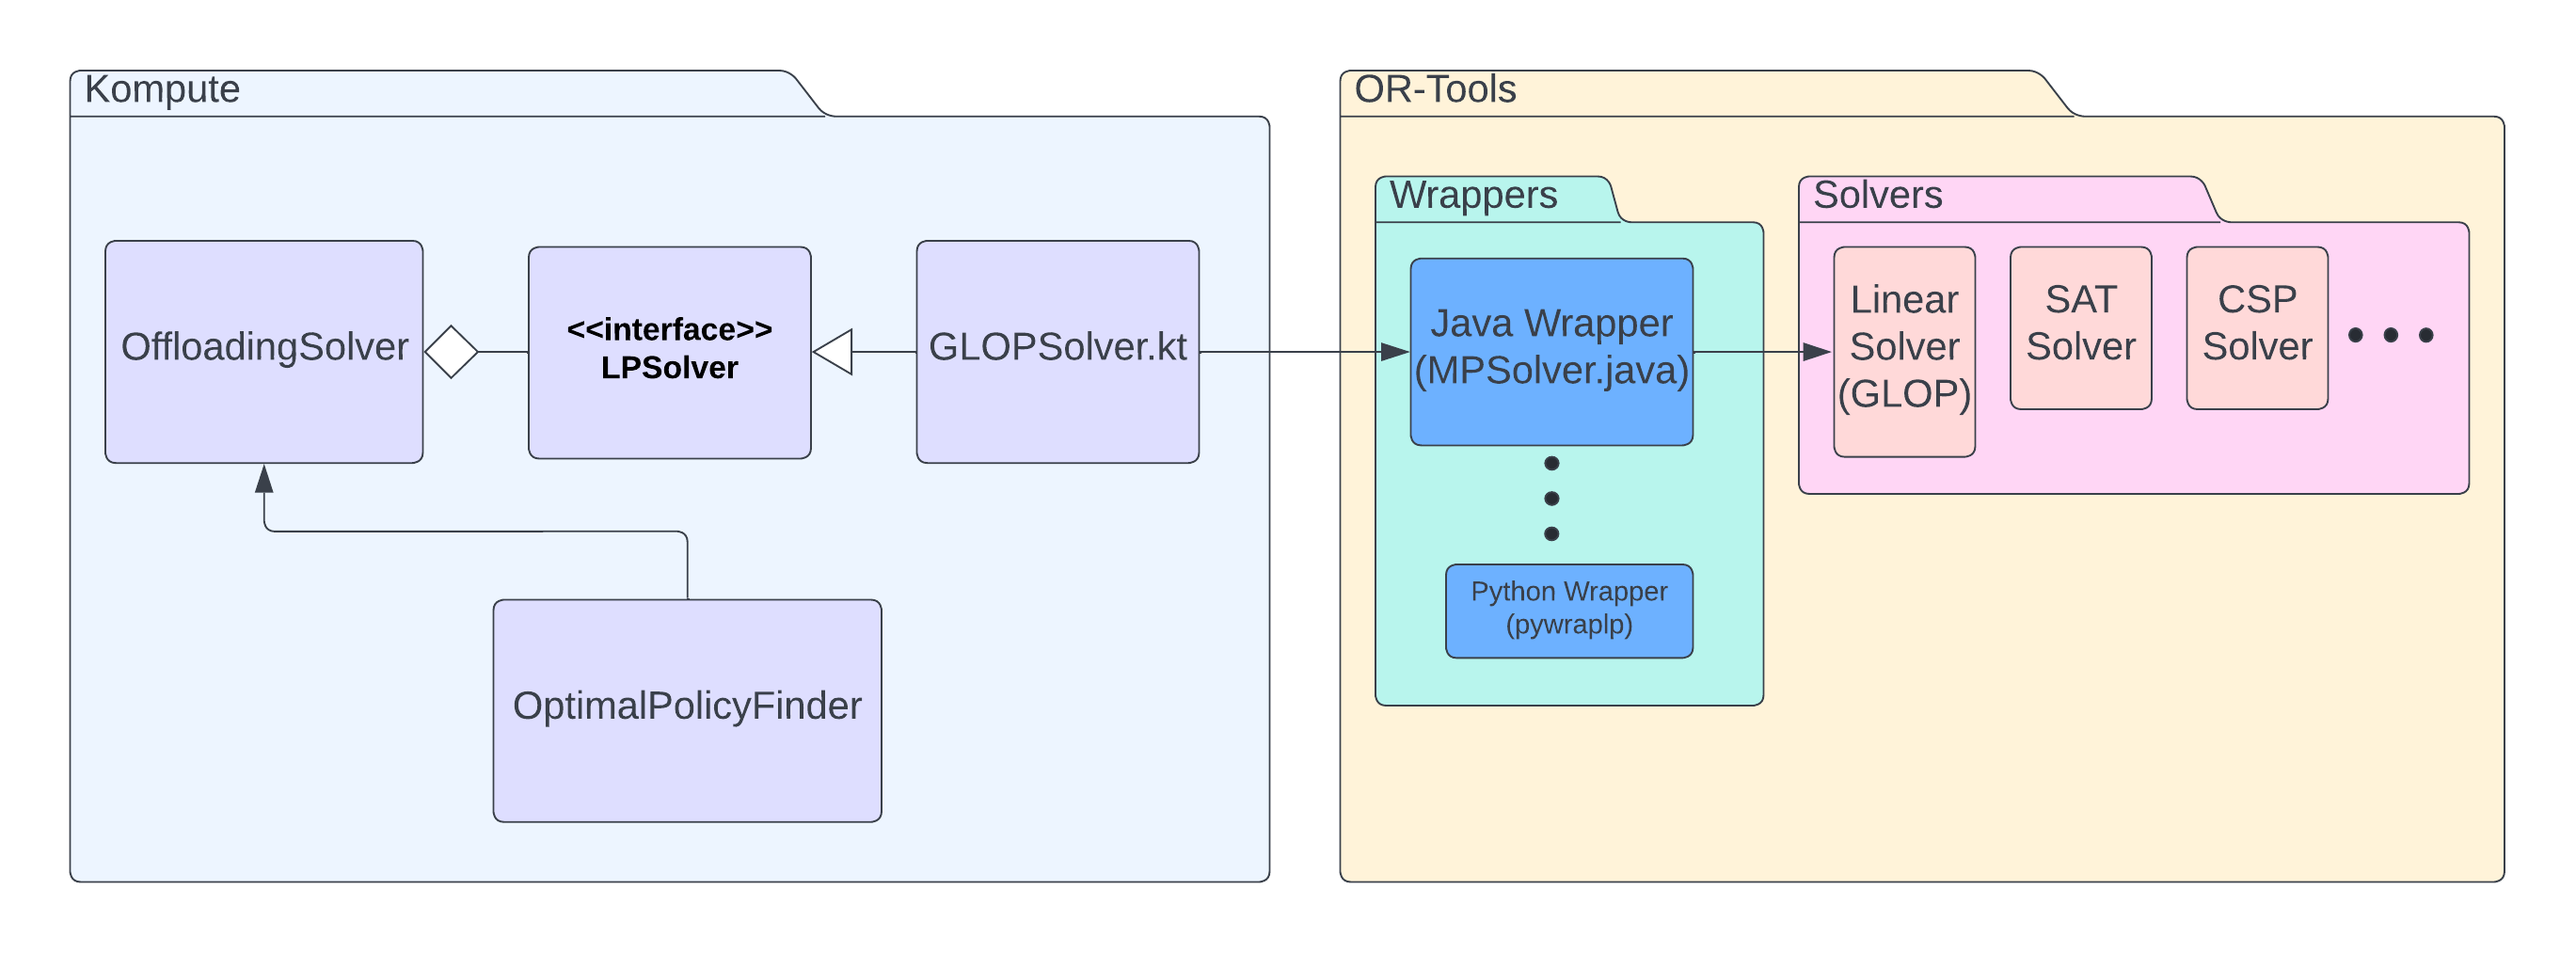 Kompute
OffloadingSolver
<<interface>>
LPSolver
GLOPSolver.kt
OptimalPolicyFinder
OR-Tools
Wrappers
Java Wrapper
(MPSolver.java)
Python Wrapper
(pywraplp)
Solvers
Linear
Solver
(GLOP)
SAT
Solver
CSP
Solver